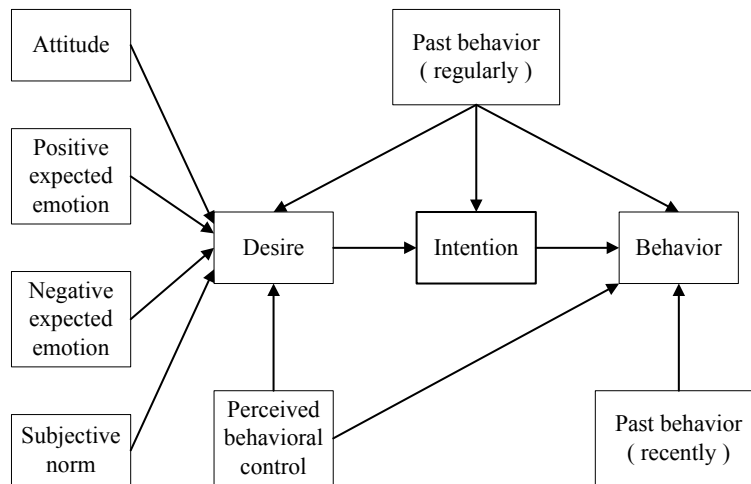 Attitude
Past behavior
( regularly )
Positive
expected
emotion
Desire
Intention
Behavior
Negative
expected
emotion
Subjective
norm
Perceived
behavioral
control
Past behavior
( recently )